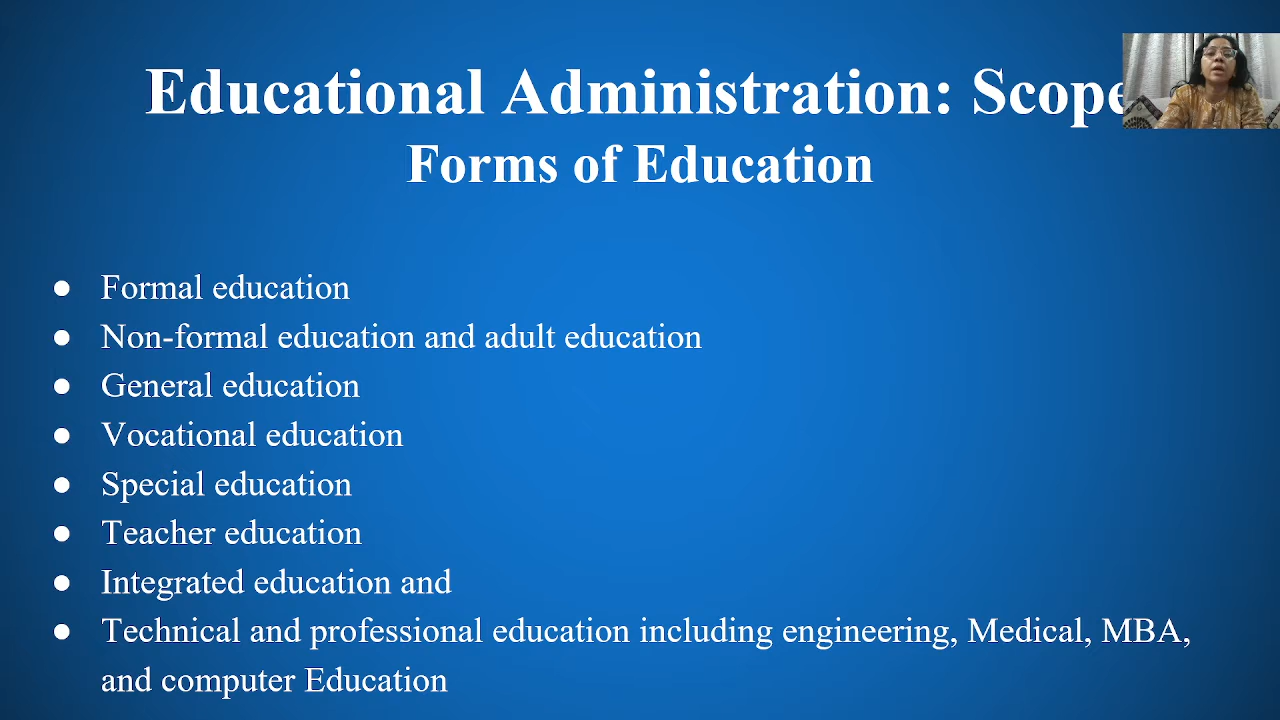 Educational Administration: Scope
Forms of Education
● Formal education
● Non-formal education and adult education
● General education
● Vocational education
● Special education
● Teacher education
● Integrated education and
● Technical and professional education including engineering, Medical, MBA,
and computer Education